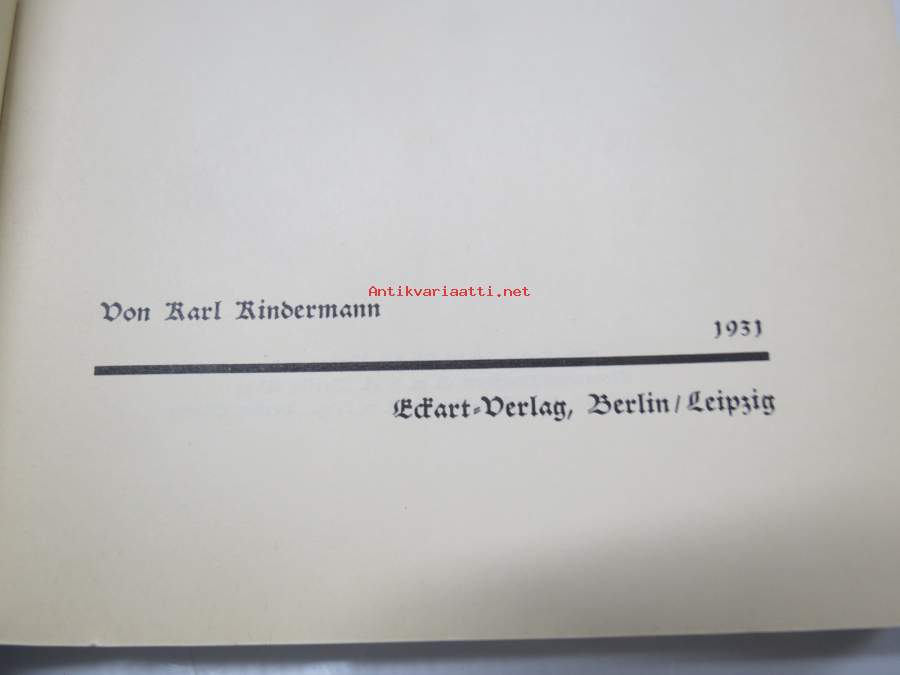 Antikvariaatti.net
Von Karl Kindermann
1931
Eckart-Verlag, Berlin/Leipzig